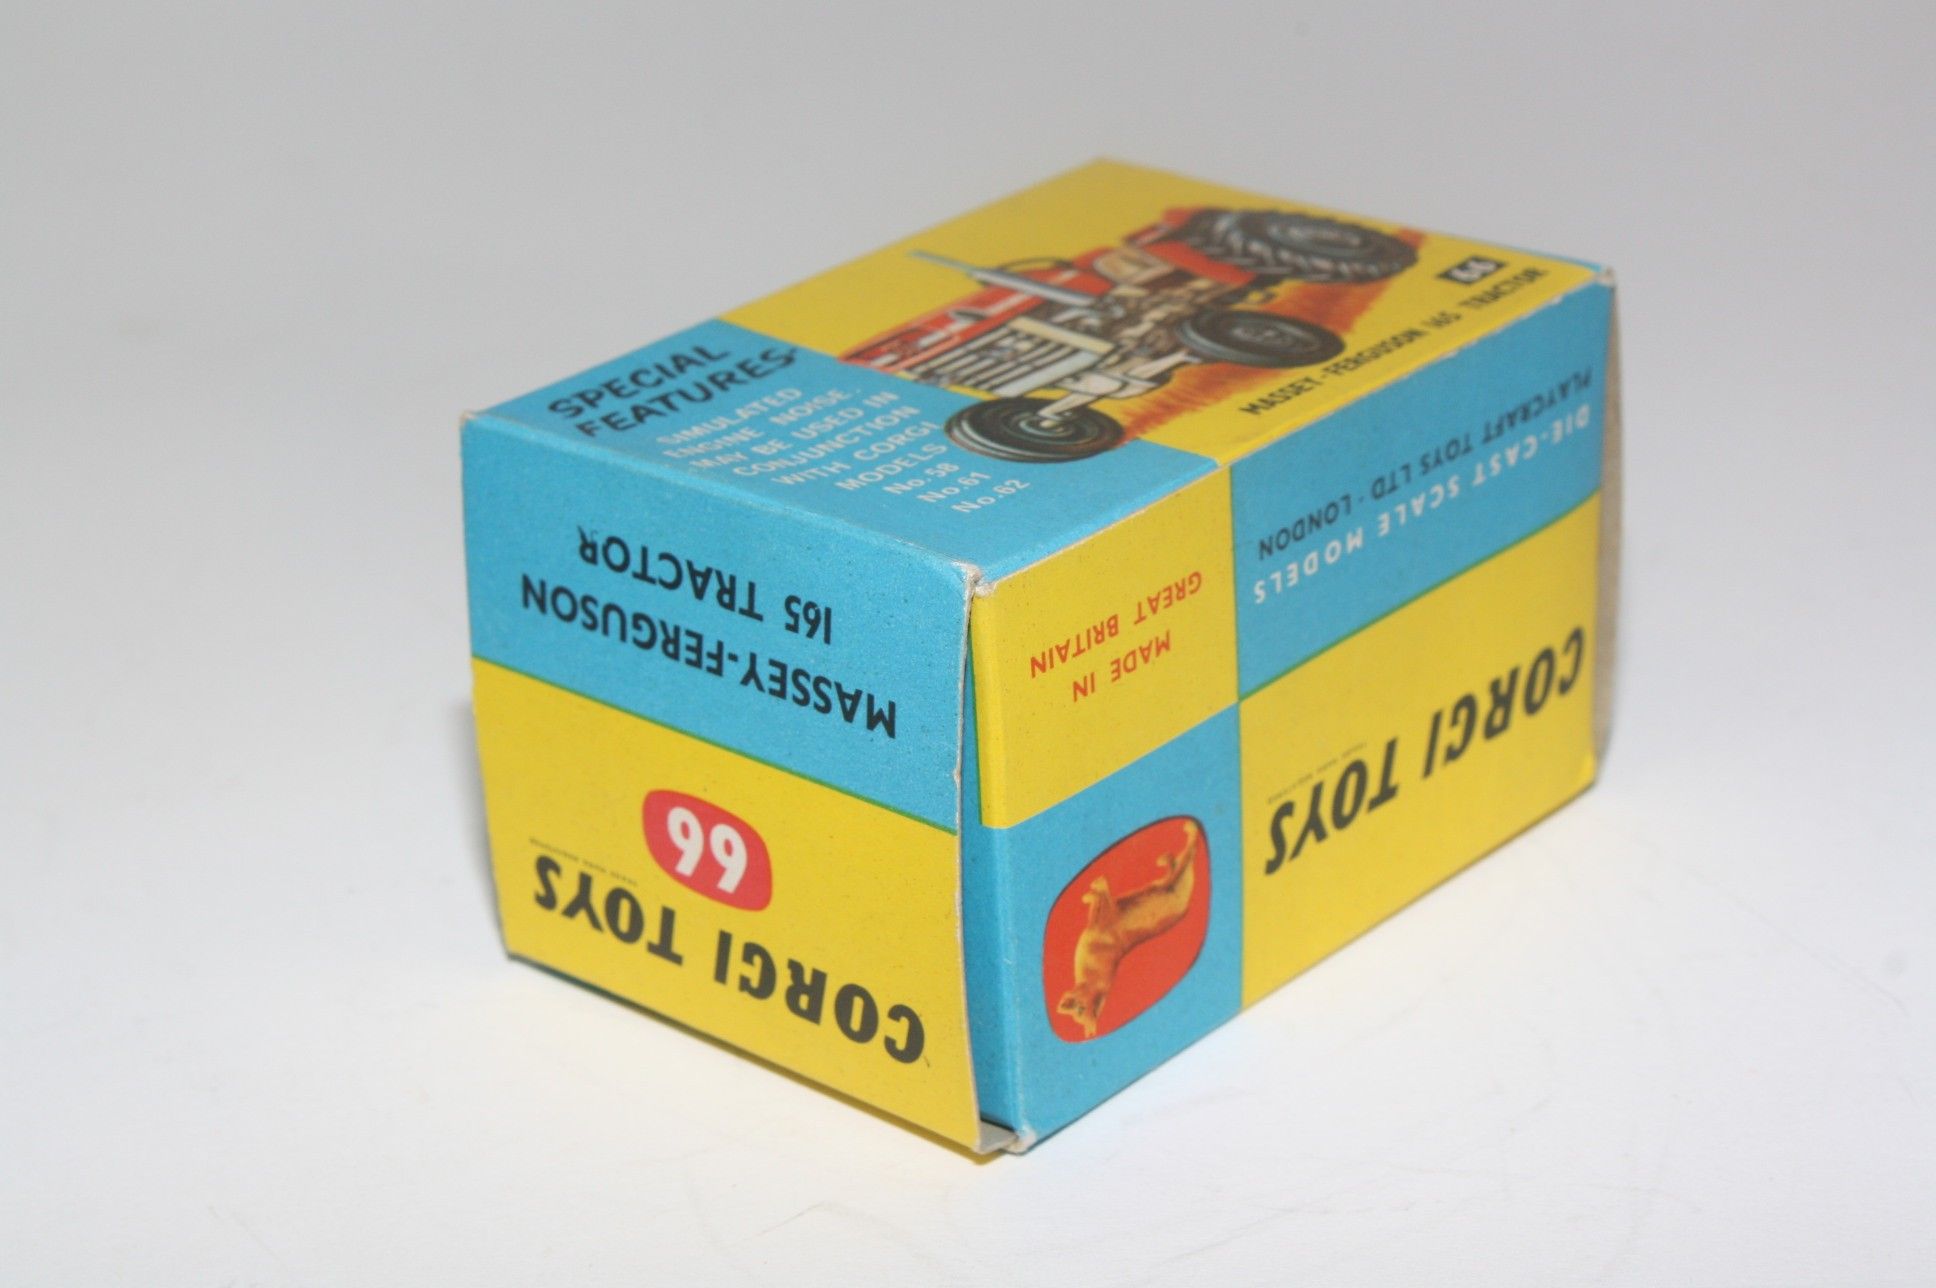 SPECIAL
FEATURES-
SIMULATED
ENGINE NOISE.
MAY BE USED IN
CONJUNCTION
WITH CORGI
MODELS
No.58
No.61
No.62
66
MASSEY-FERGUSON 165 TRACTOR
CORGI TOYS
66
MASSEY-FERGUSON
165 TRACTOR
CORGI TOYS
DIE-CAST SCALE MODELS
PLAYCRAFT TOYS LTD·LONDON
MADE IN
GREAT BRITAIN